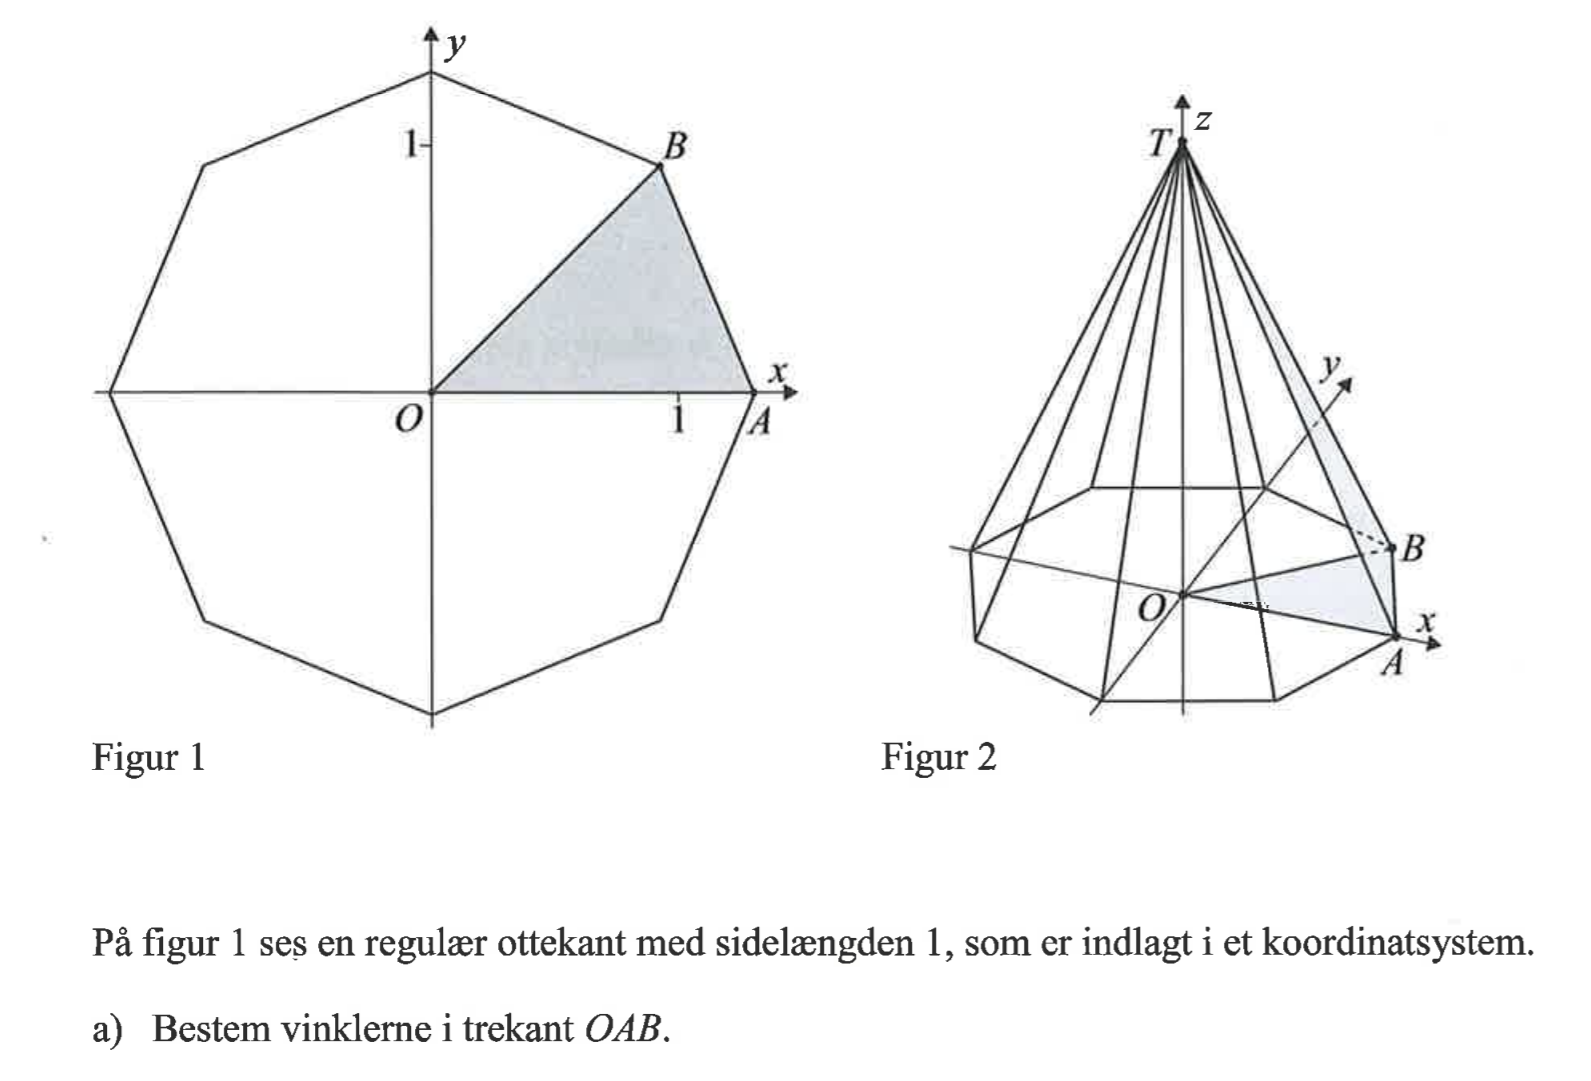 y
1
B
O
1
x
A
Figur 1
z
T
y
B
O
x
A
Figur 2
På figur 1 ses en regulær ottekant med sidelængden 1, som er indlagt i et koordinatsystem.
a) Bestem vinklerne i trekant OAB.